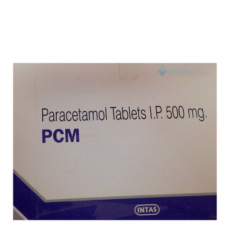 Paracetamol Tablets I.P. 500 mg.
PCM
INTAS